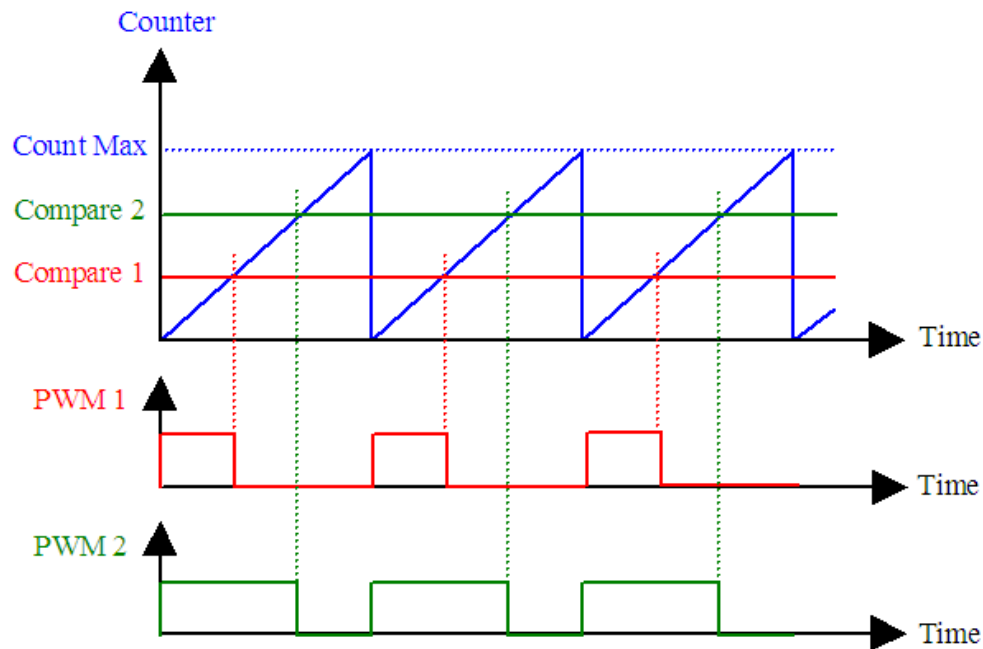 Counter
Count Max
Compare 2
Compare 1
Time
PWM 1
Time
PWM 2
Time